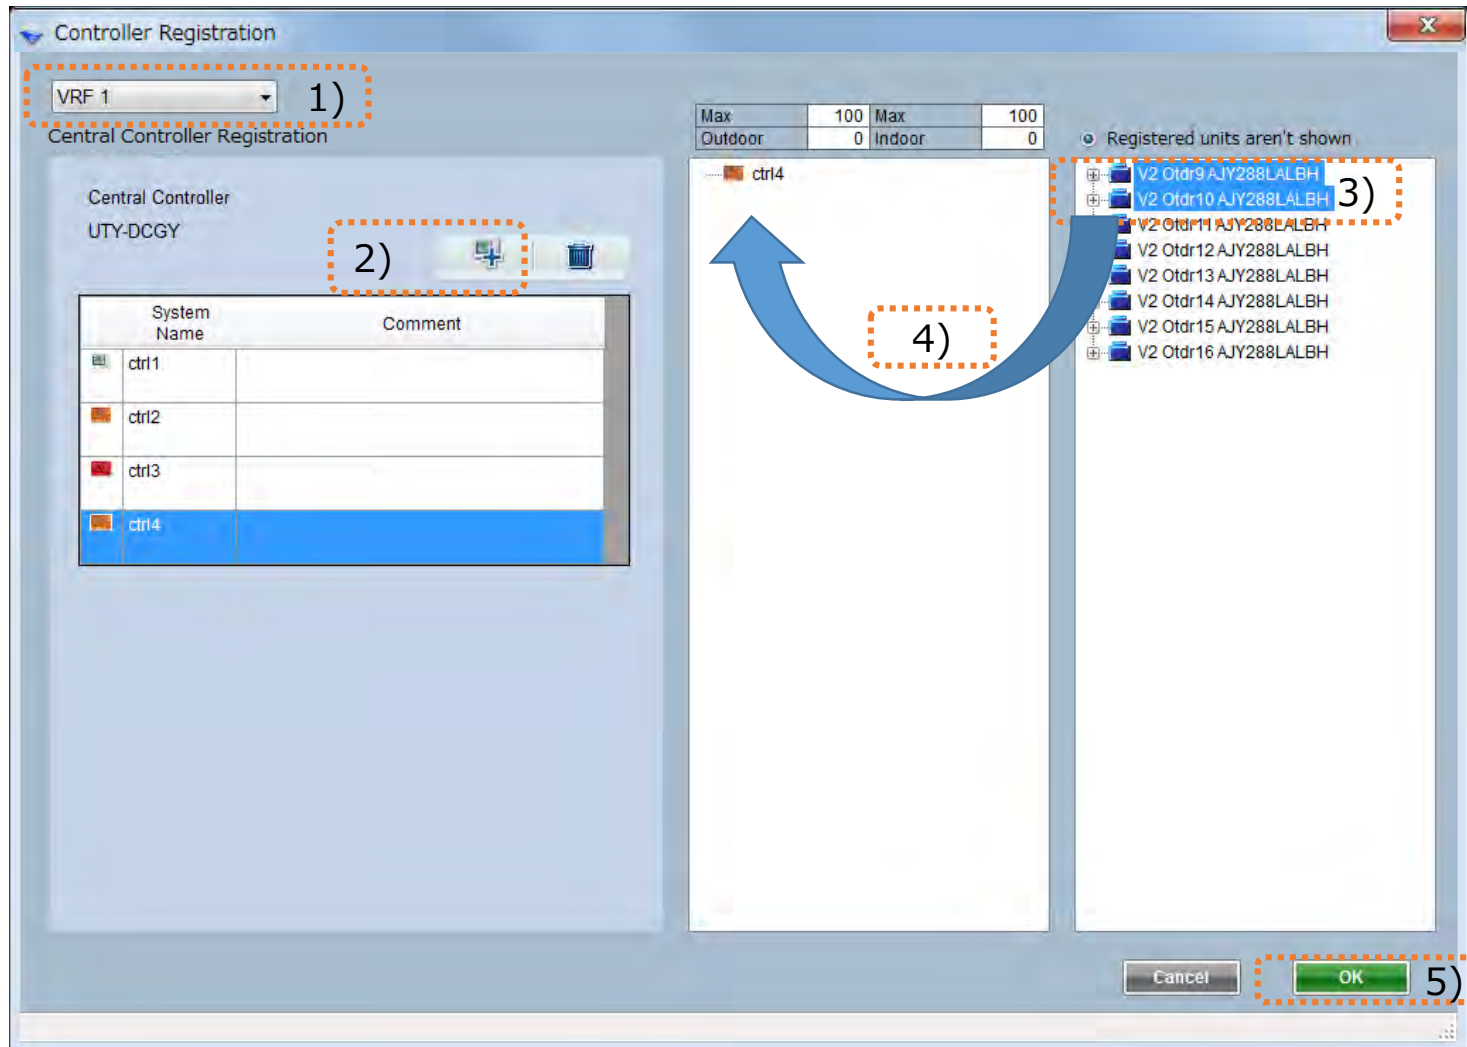 Controller Registration
X
VRF 1
1)
Central Controller Registration
Max 100 Max 100
Outdoor 0 Indoor 0
Registered units aren't shown
Central Controller
UTY-DCGY
2)
System Name Comment
ctrl1
ctrl2
ctrl3
ctrl4
ctrl4
4)
V2 Otdr9 AJY288LALBH
V2 Otdr10 AJY288LALBH
3)
V2 Otdr11 AJY288LALBH
V2 Otdr12 AJY288LALBH
V2 Otdr13 AJY288LALBH
V2 Otdr14 AJY288LALBH
V2 Otdr15 AJY288LALBH
V2 Otdr16 AJY288LALBH
Cancel
OK
5)